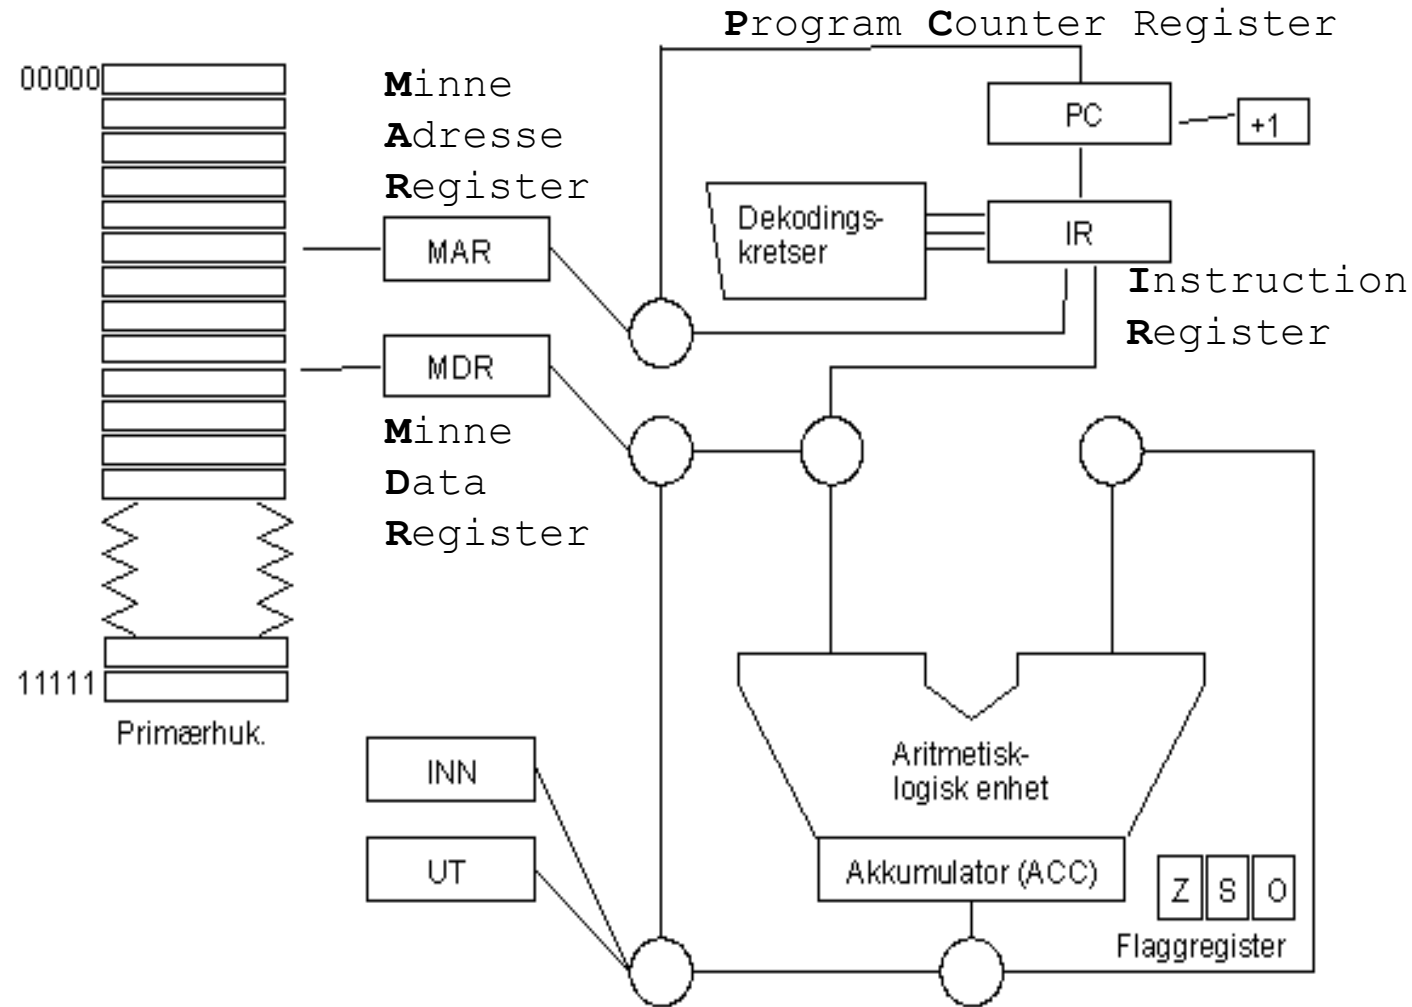 Program Counter Register
00000
Minne
Adresse
Register
PC
+1
Dekodings-
kretser
IR
MAR
Instruction
Register
MDR
Minne
Data
Register
11111
Primærhuk.
INN
UT
Aritmetisk-
logisk enhet
Akkumulator (ACC)
Z S O
Flaggregister